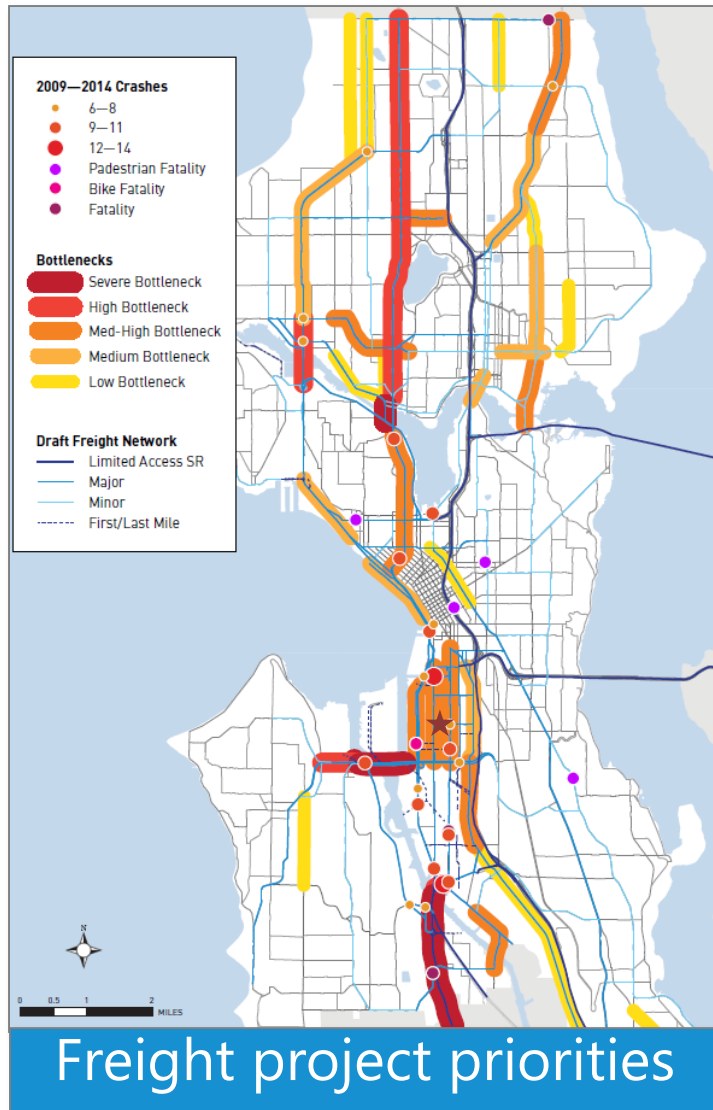 2009—2014 Crashes
6—8
9—11
12—14
Padestrian Fatality
Bike Fatality
Fatality
Bottlenecks
Severe Bottleneck
High Bottleneck
Med-High Bottleneck
Medium Bottleneck
Low Bottleneck
Draft Freight Network
Limited Access SR
Major
Minor
First/Last Mile
N
0 0.5 1 2
MILES
Freight project priorities